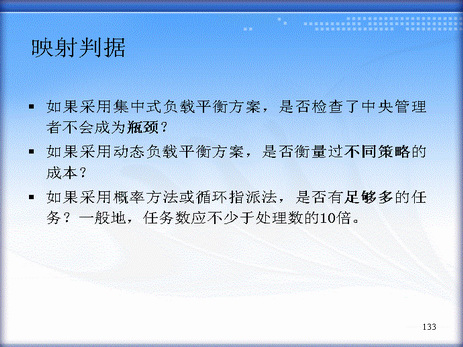 映射判据
▪ 如果采用集中式负载平衡方案，是否检查了中央管理
者不会成为瓶颈？
▪ 如果采用动态负载平衡方案，是否衡量过不同策略的
成本？
▪ 如果采用概率方法或循环指派法，是否有足够多的任
务？一般地，任务数应不少于处理数的10倍。
133